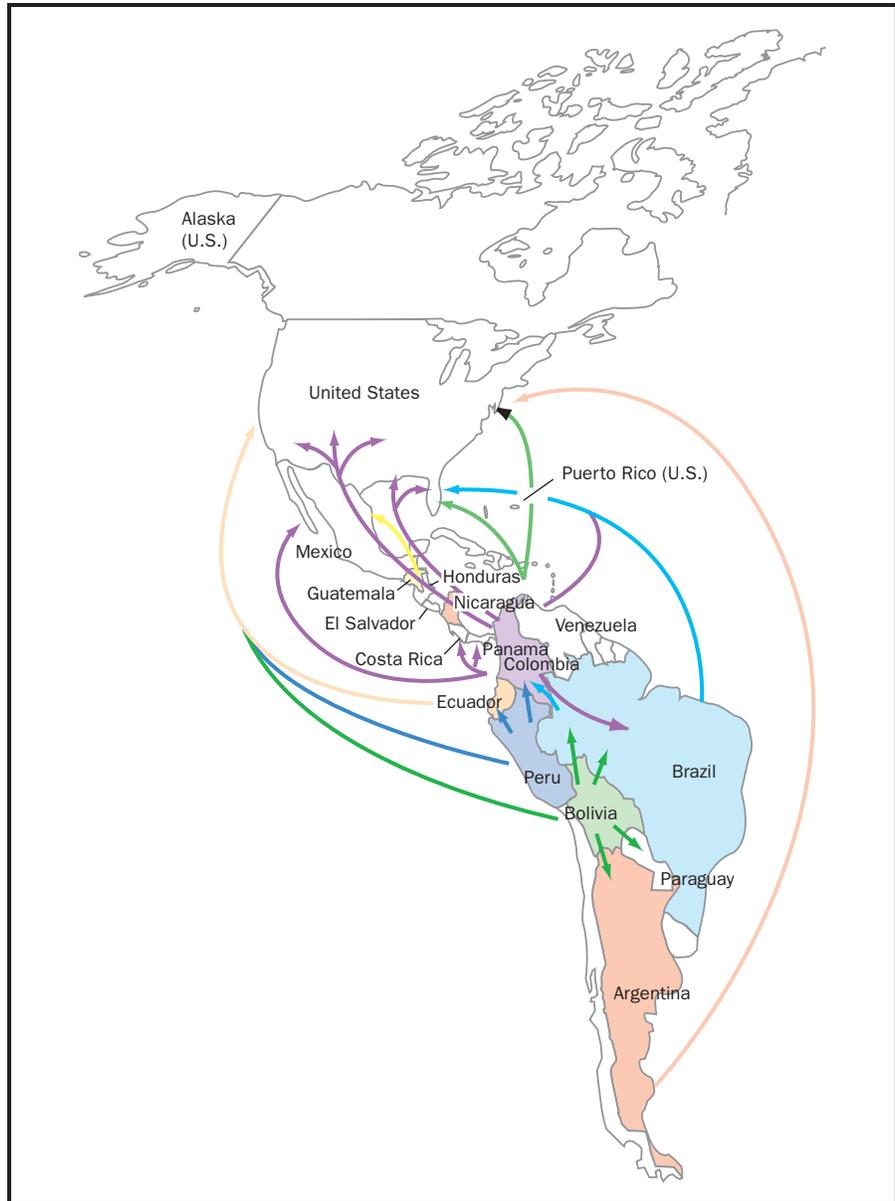 Alaska
(U.S.)
United States
Puerto Rico (U.S.)
Mexico
Honduras
Guatemala
Nicaragua
El Salvador
Venezuela
Panama
Costa Rica
Colombia
Ecuador
Brazil
Peru
Bolivia
Paraguay
Argentina